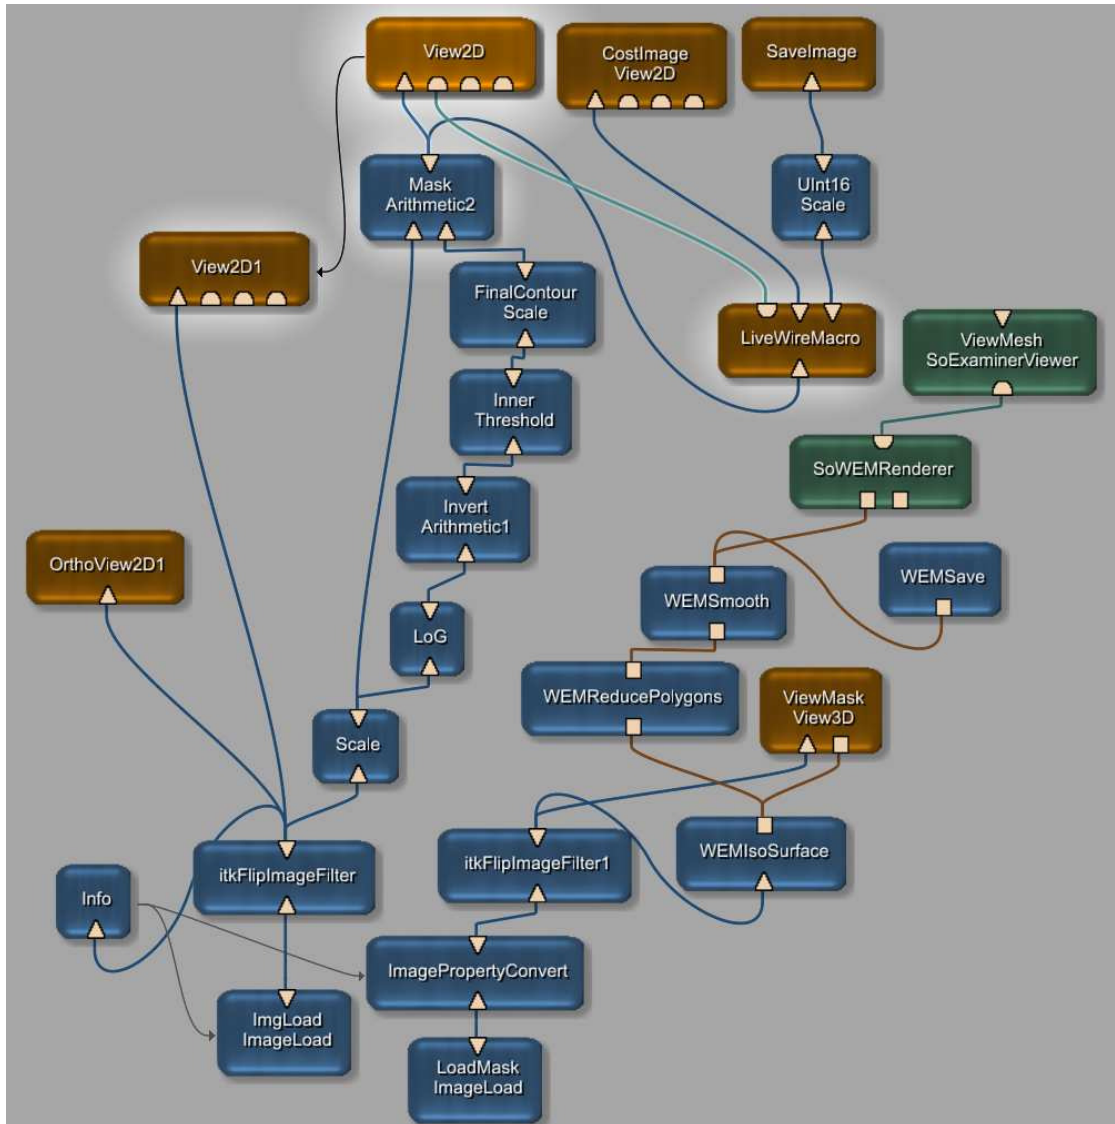 View2D
CostImage
View2D
SaveImage
Mask
Arithmetic2
UInt16
Scale
View2D1
FinalContour
Scale
LiveWireMacro
ViewMesh
SoExaminerViewer
Inner
Threshold
SoWEMRenderer
Invert
Arithmetic1
OrthoView2D1
WEMSmooth
WEMSave
LoG
WEMReducePolygons
ViewMask
View3D
Scale
itkFlipImageFilter
itkFlipImageFilter1
WEMIsoSurface
Info
ImagePropertyConvert
ImgLoad
ImageLoad
LoadMask
ImageLoad